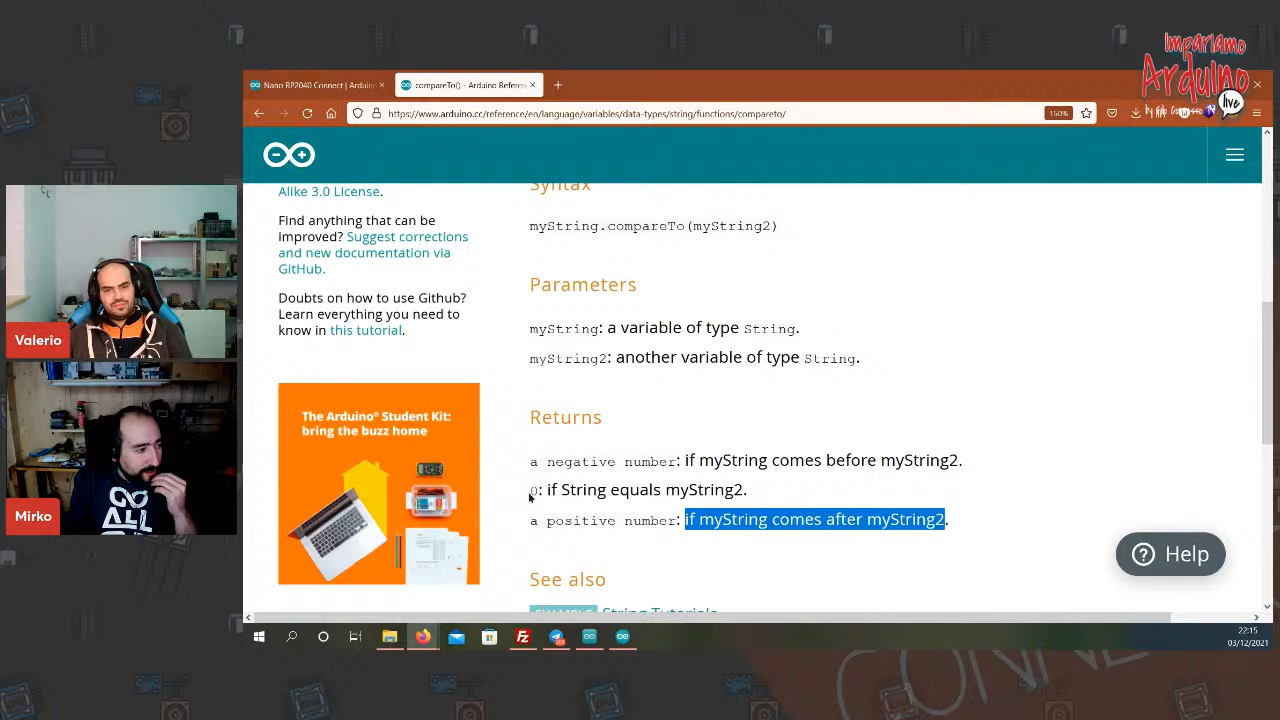 Impariamo
Arduino
live
Nano RP2040 Connect | Arduin
compareTo() - Arduino Referen
https://www.arduino.cc/reference/en/language/variables/data-types/string/functions/compareto/
150%
Alike 3.0 License.
Find anything that can be
improved? Suggest corrections
and new documentation via
GitHub.
Doubts on how to use Github?
Learn everything you need to
know in this tutorial.
The Arduino® Student Kit:
bring the buzz home
Syntax
myString.compareTo(myString2)
Parameters
myString: a variable of type String.
myString2: another variable of type String.
Returns
a negative number: if myString comes before myString2.
0: if String equals myString2.
a positive number: if myString comes after myString2.
See also
EXAMPLE String Tutorials
Help
Valerio
Mirko
22:15
03/12/2021